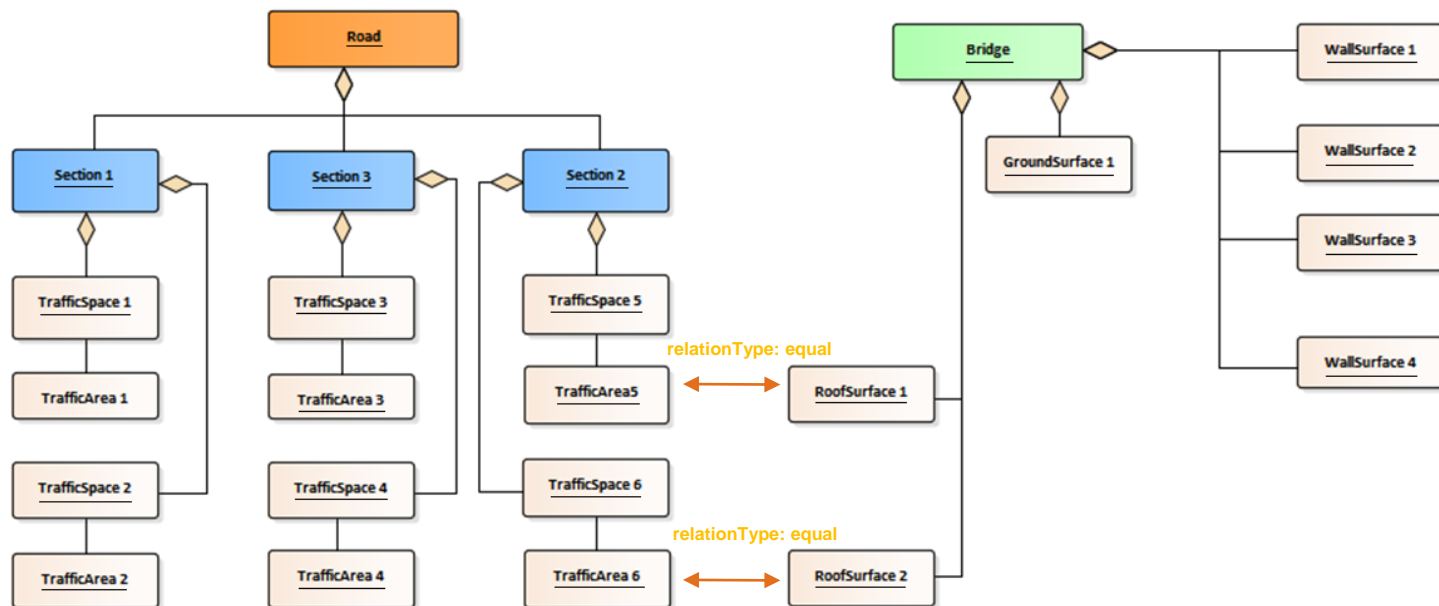 Road
Bridge
WallSurface 1
Section 1
Section 3
Section 2
GroundSurface 1
WallSurface 2
WallSurface 3
TrafficSpace 1
TrafficSpace 3
TrafficSpace 5
relationType: equal
WallSurface 4
TrafficArea 1
TrafficArea 3
TrafficArea5
RoofSurface 1
TrafficSpace 2
TrafficSpace 4
TrafficSpace 6
relationType: equal
TrafficArea 2
TrafficArea 4
TrafficArea 6
RoofSurface 2